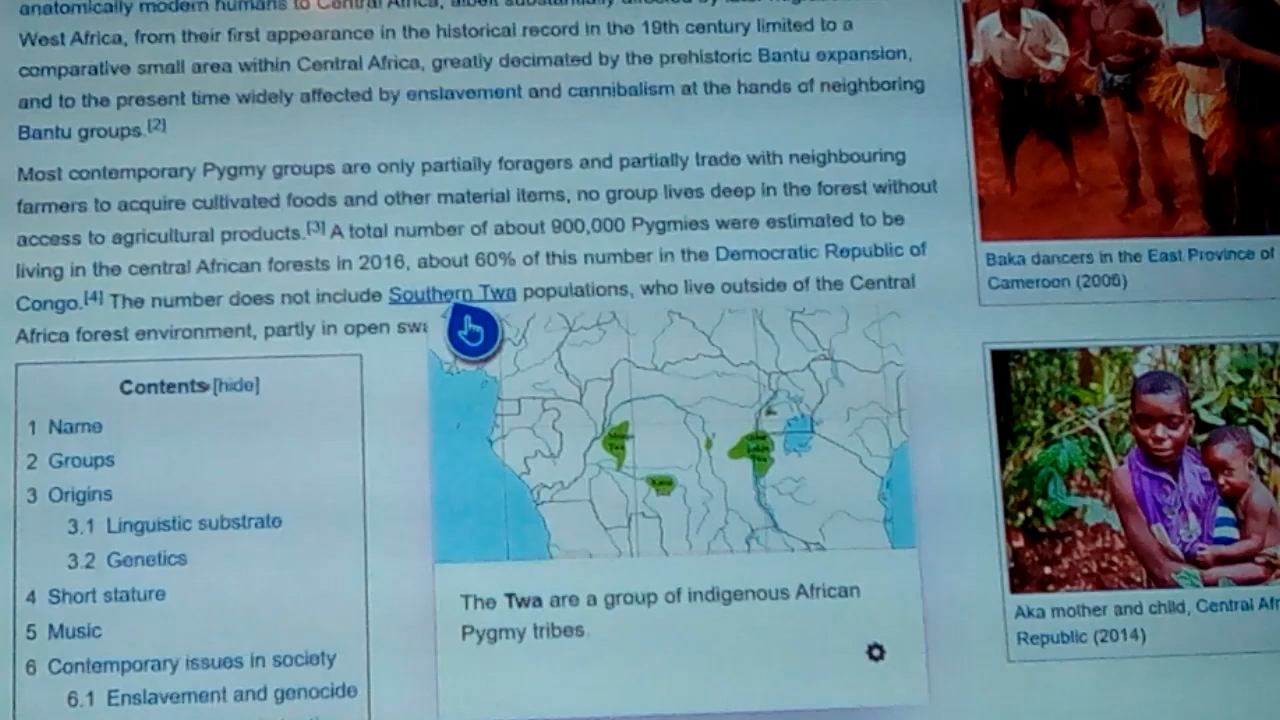 anatomically modern humans to Central Africa, albeit substantially affected by later
West Africa, from their first appearance in the historical record in the 19th century limited to a
comparative small area within Central Africa, greatly decimated by the prehistoric Bantu expansion,
and to the present time widely affected by enslavement and cannibalism at the hands of neighboring
Bantu groups.[2]
Most contemporary Pygmy groups are only partially foragers and partially trade with neighbouring
farmers to acquire cultivated foods and other material items, no group lives deep in the forest without
access to agricultural products.[3] A total number of about 900,000 Pygmies were estimated to be
living in the central African forests in 2016, about 60% of this number in the Democratic Republic of
Congo.[4] The number does not include Southern Twa populations, who live outside of the Central
Africa forest environment, partly in open swa
Contents [hide]
1 Name
2 Groups
3 Origins
3.1 Linguistic substrate
3.2 Genetics
4 Short stature
5 Music
6 Contemporary issues in society
6.1 Enslavement and genocide
The Twa are a group of indigenous African
Pygmy tribes.
Baka dancers in the East Province of
Cameroon (2006)
Aka mother and child, Central Afr
Republic (2014)